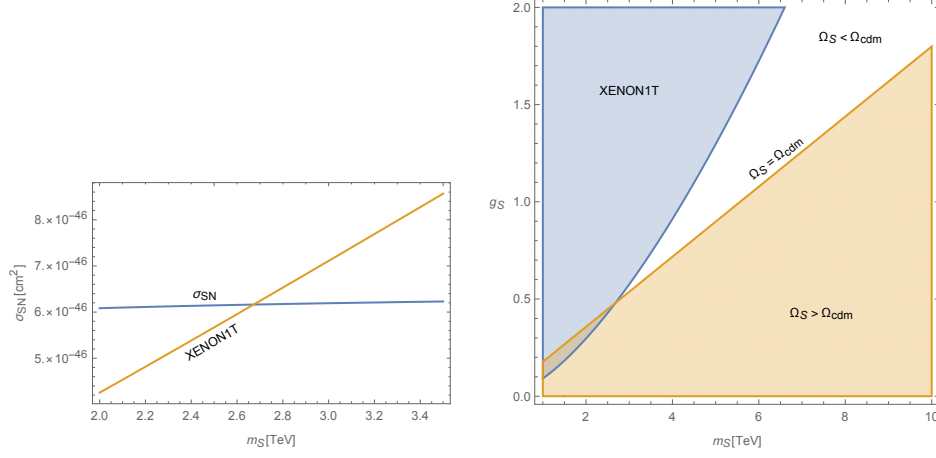 8.×10⁻⁴⁶
7.×10⁻⁴⁶
6.×10⁻⁴⁶
5.×10⁻⁴⁶
σSN[cm²]
σSN
XENON1T
2.0 2.2 2.4 2.6 2.8 3.0 3.2 3.4
mS[TeV]
2.0
1.5
1.0
0.5
0.0
gS
XENON1T
ΩS < Ωcdm
ΩS = Ωcdm
ΩS > Ωcdm
2 4 6 8 10
mS[TeV]